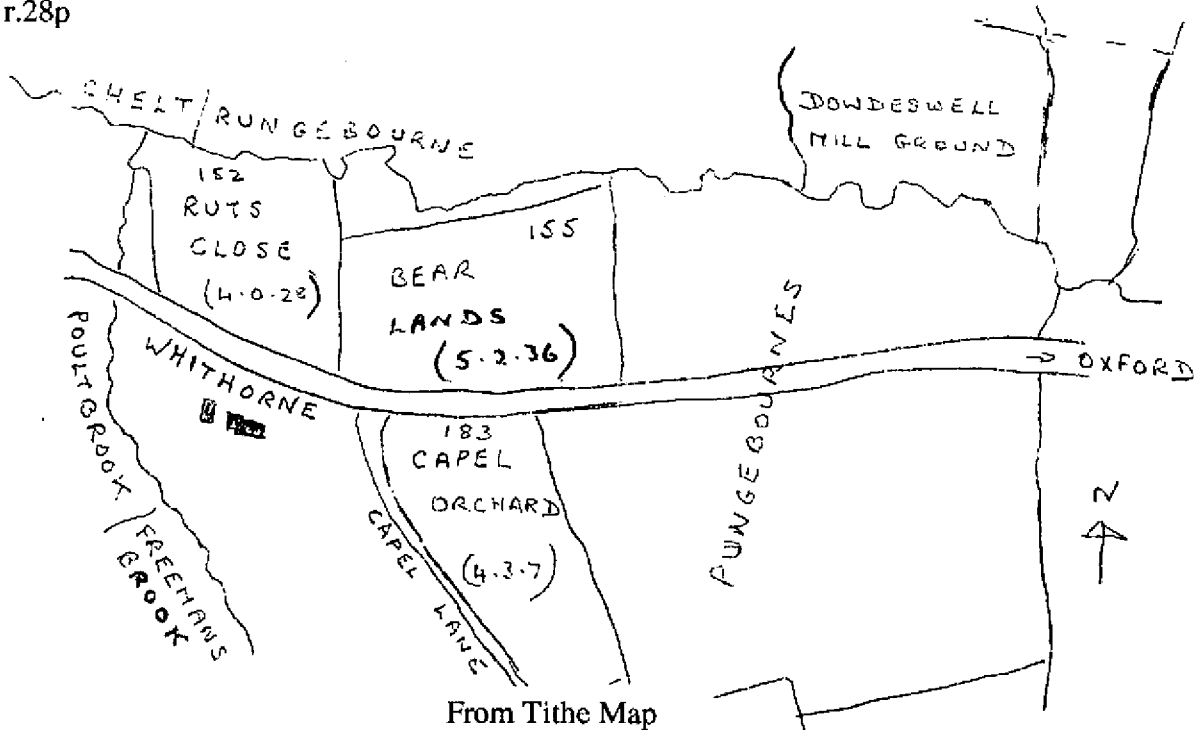 r.28p
CHELT / RUNGEBOURNE
DOWDESWELL
MILL GROUND
152
RUTS
CLOSE
(4.0.28)
155
BEAR
LANDS
(5.2.36)
PUNGEBOURNES
WHITHORNE
OXFORD
POULTBROOK /
FREEMANS
BROOK
183
CAPEL
ORCHARD
(4.3.7)
CAPEL LANE
N
From Tithe Map